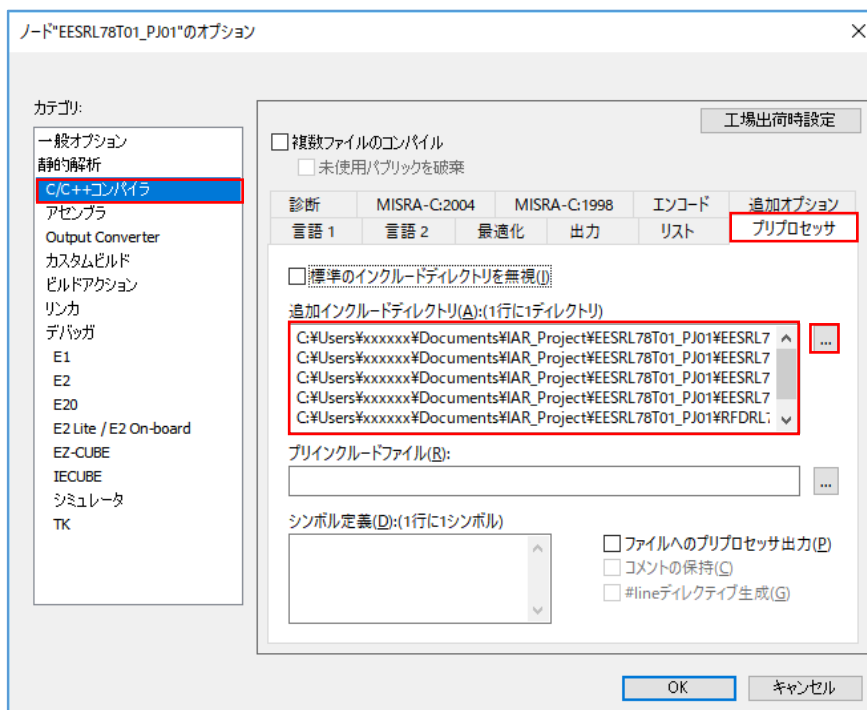 ノード"EESRL78T01_PJ01"のオプション
カテゴリ:
一般オプション
静的解析
C/C++コンパイラ
アセンブラ
Output Converter
カスタムビルド
ビルドアクション
リンカ
デバッガ
E1
E2
E20
E2 Lite / E2 On-board
EZ-CUBE
IECUBE
シミュレータ
TK
工場出荷時設定
複数ファイルのコンパイル
未使用パブリックを破棄
診断 MISRA-C:2004 MISRA-C:1998 エンコード 追加オプション
言語 1 言語 2 最適化 出力 リスト プリプロセッサ
標準のインクルードディレクトリを無視(I)
追加インクルードディレクトリ(A):(1行に1ディレクトリ)
C:¥Users¥xxxxxx¥Documents¥IAR_Project¥EESRL78T01_PJ01¥EESRL7
C:¥Users¥xxxxxx¥Documents¥IAR_Project¥EESRL78T01_PJ01¥EESRL7
C:¥Users¥xxxxxx¥Documents¥IAR_Project¥EESRL78T01_PJ01¥EESRL7
C:¥Users¥xxxxxx¥Documents¥IAR_Project¥EESRL78T01_PJ01¥EESRL7
C:¥Users¥xxxxxx¥Documents¥IAR_Project¥EESRL78T01_PJ01¥RFDRL7
...
プリインクルードファイル(R):
...
シンボル定義(D):(1行に1シンボル)
ファイルへのプリプロセッサ出力(P)
コメントの保持(C)
#lineディレクティブ生成(G)
OK キャンセル